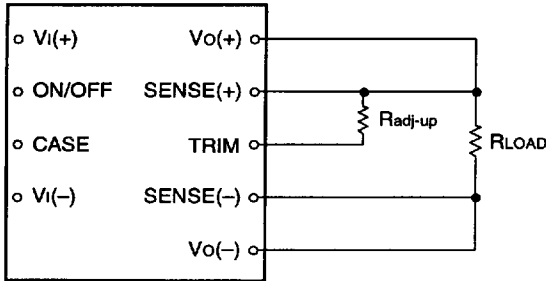 VI(+) VO(+)
ON/OFF SENSE(+)
Radj-up
CASE TRIM RLOAD
VI(–) SENSE(–)
VO(–)